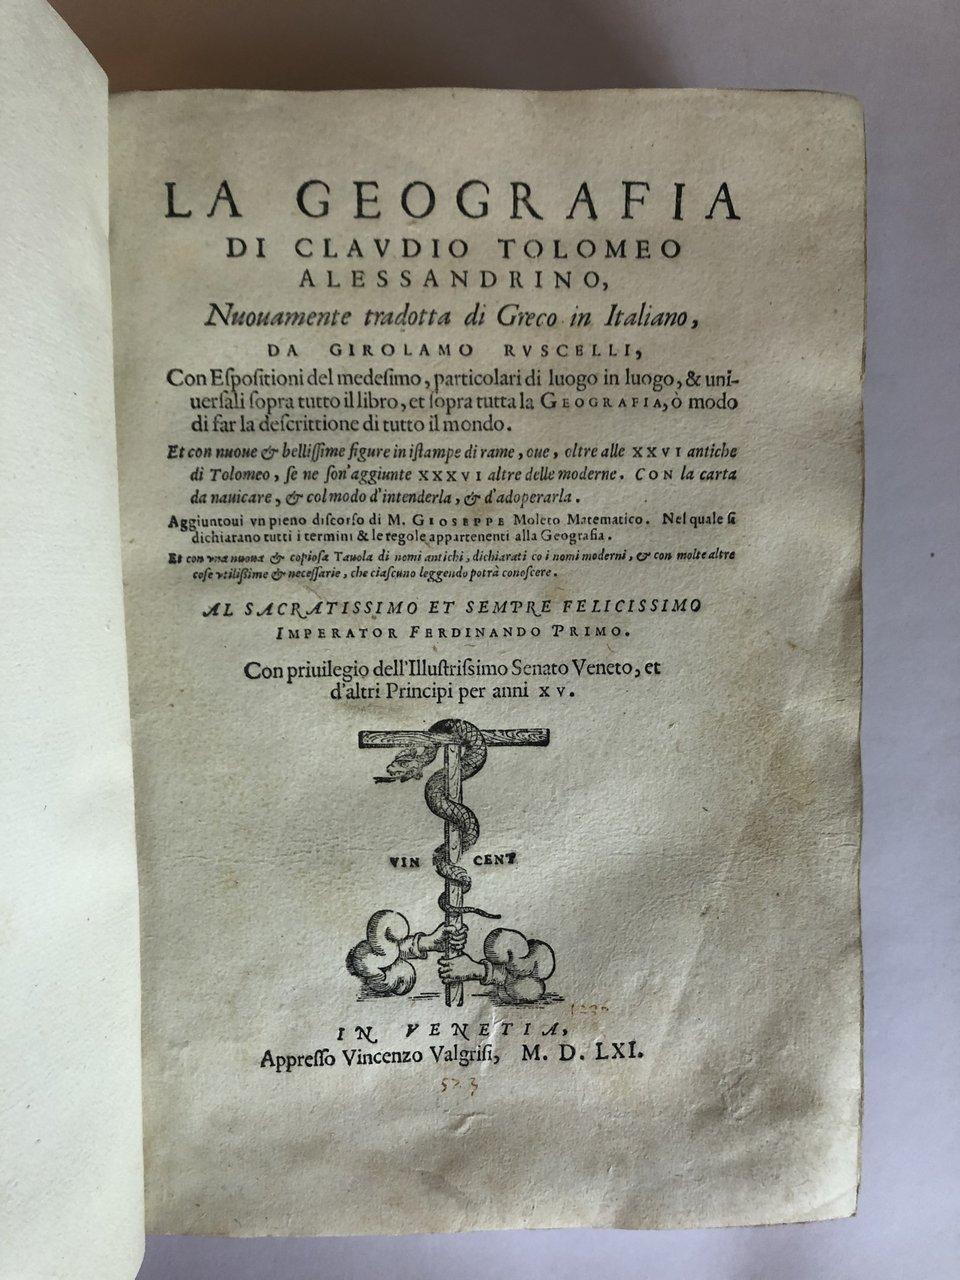 LA GEOGRAFIA
DI CLAVDIO TOLOMEO
ALESSANDRINO,
Nuouamente tradotta di Greco in Italiano,
DA GIROLAMO RVSCELLI,
Con Eſpoſitioni del medeſimo, particolari di luogo in luogo, & uni-
uerſali ſopra tutto il libro, et ſopra tutta la GEOGRAFIA, ò modo
di far la deſcrittione di tutto il mondo.
Et con nuoue & belliſſime figure in iſtampe di rame, oue, oltre alle XXVI antiche
di Tolomeo, ſe ne ſon' aggiunte XXXVI altre delle moderne. CON la carta
da nauicare, & col modo d'intenderla, & d'adoperarla.
Aggiuntoui vn pieno diſcorſo di M. GIOSEPPE Moleto Matematico. Nel quale ſi
dichiarano tutti i termini & le regole appartenenti alla Geografia.
Et con vna nuoua & copioſa Tauola di nomi antichi, dichiarati co i nomi moderni, & con molte altre
coſe vtiliſſime & neceſſarie, che ciaſcuno leggendo potrà conoſcere.
AL SACRATISSIMO ET SEMPRE FELICISSIMO
IMPERATOR FERDINANDO PRIMO.
Con priuilegio dell'Illuſtriſsimo Senato Veneto, et
d'altri Principi per anni XV.
VIN CENT
IN VENETIA,
Appreſſo Vincenzo Valgriſi, M. D. LXI.